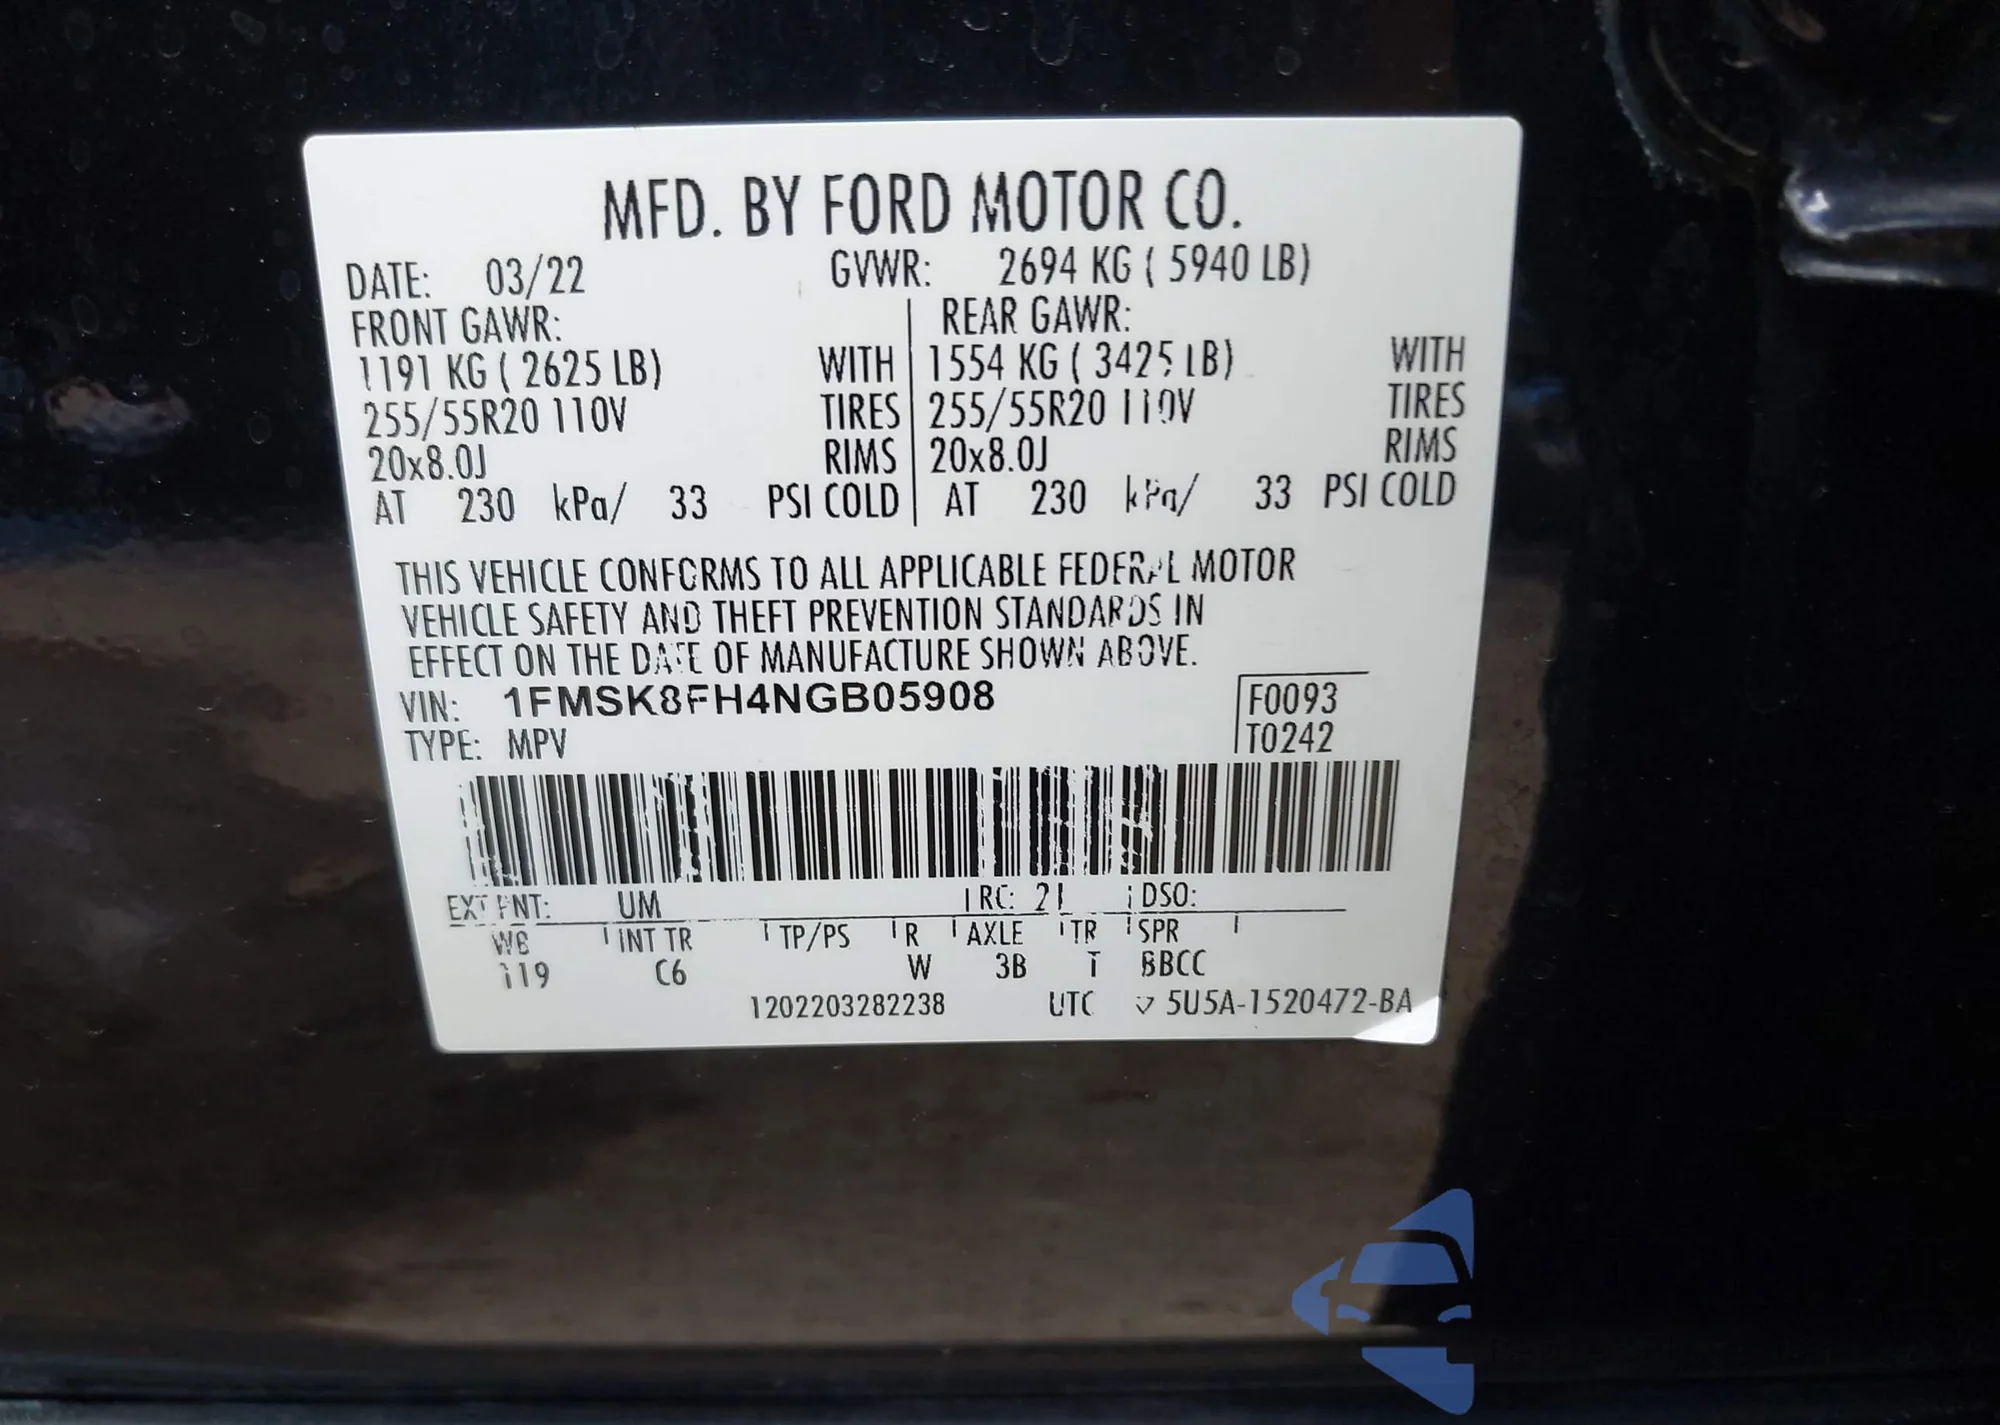 MFD. BY FORD MOTOR CO.
DATE: 03/22 GVWR: 2694 KG ( 5940 LB)
FRONT GAWR: REAR GAWR:
1191 KG ( 2625 LB) WITH 1554 KG ( 3425 LB) WITH
255/55R20 110V TIRES 255/55R20 110V TIRES
20x8.0J RIMS 20x8.0J RIMS
AT 230 kPa/ 33 PSI COLD AT 230 kPa/ 33 PSI COLD
THIS VEHICLE CONFORMS TO ALL APPLICABLE FEDERAL MOTOR
VEHICLE SAFETY AND THEFT PREVENTION STANDARDS IN
EFFECT ON THE DATE OF MANUFACTURE SHOWN ABOVE.
VIN: 1FMSK8FH4NGB05908 F0093
TYPE: MPV T0242
EXT PNT: UM RC: 21 DSO:
WB INT TR TP/PS R AXLE TR SPR
119 C6 W 3B T BBCC
1202203282238 UTC 5U5A-1520472-BA